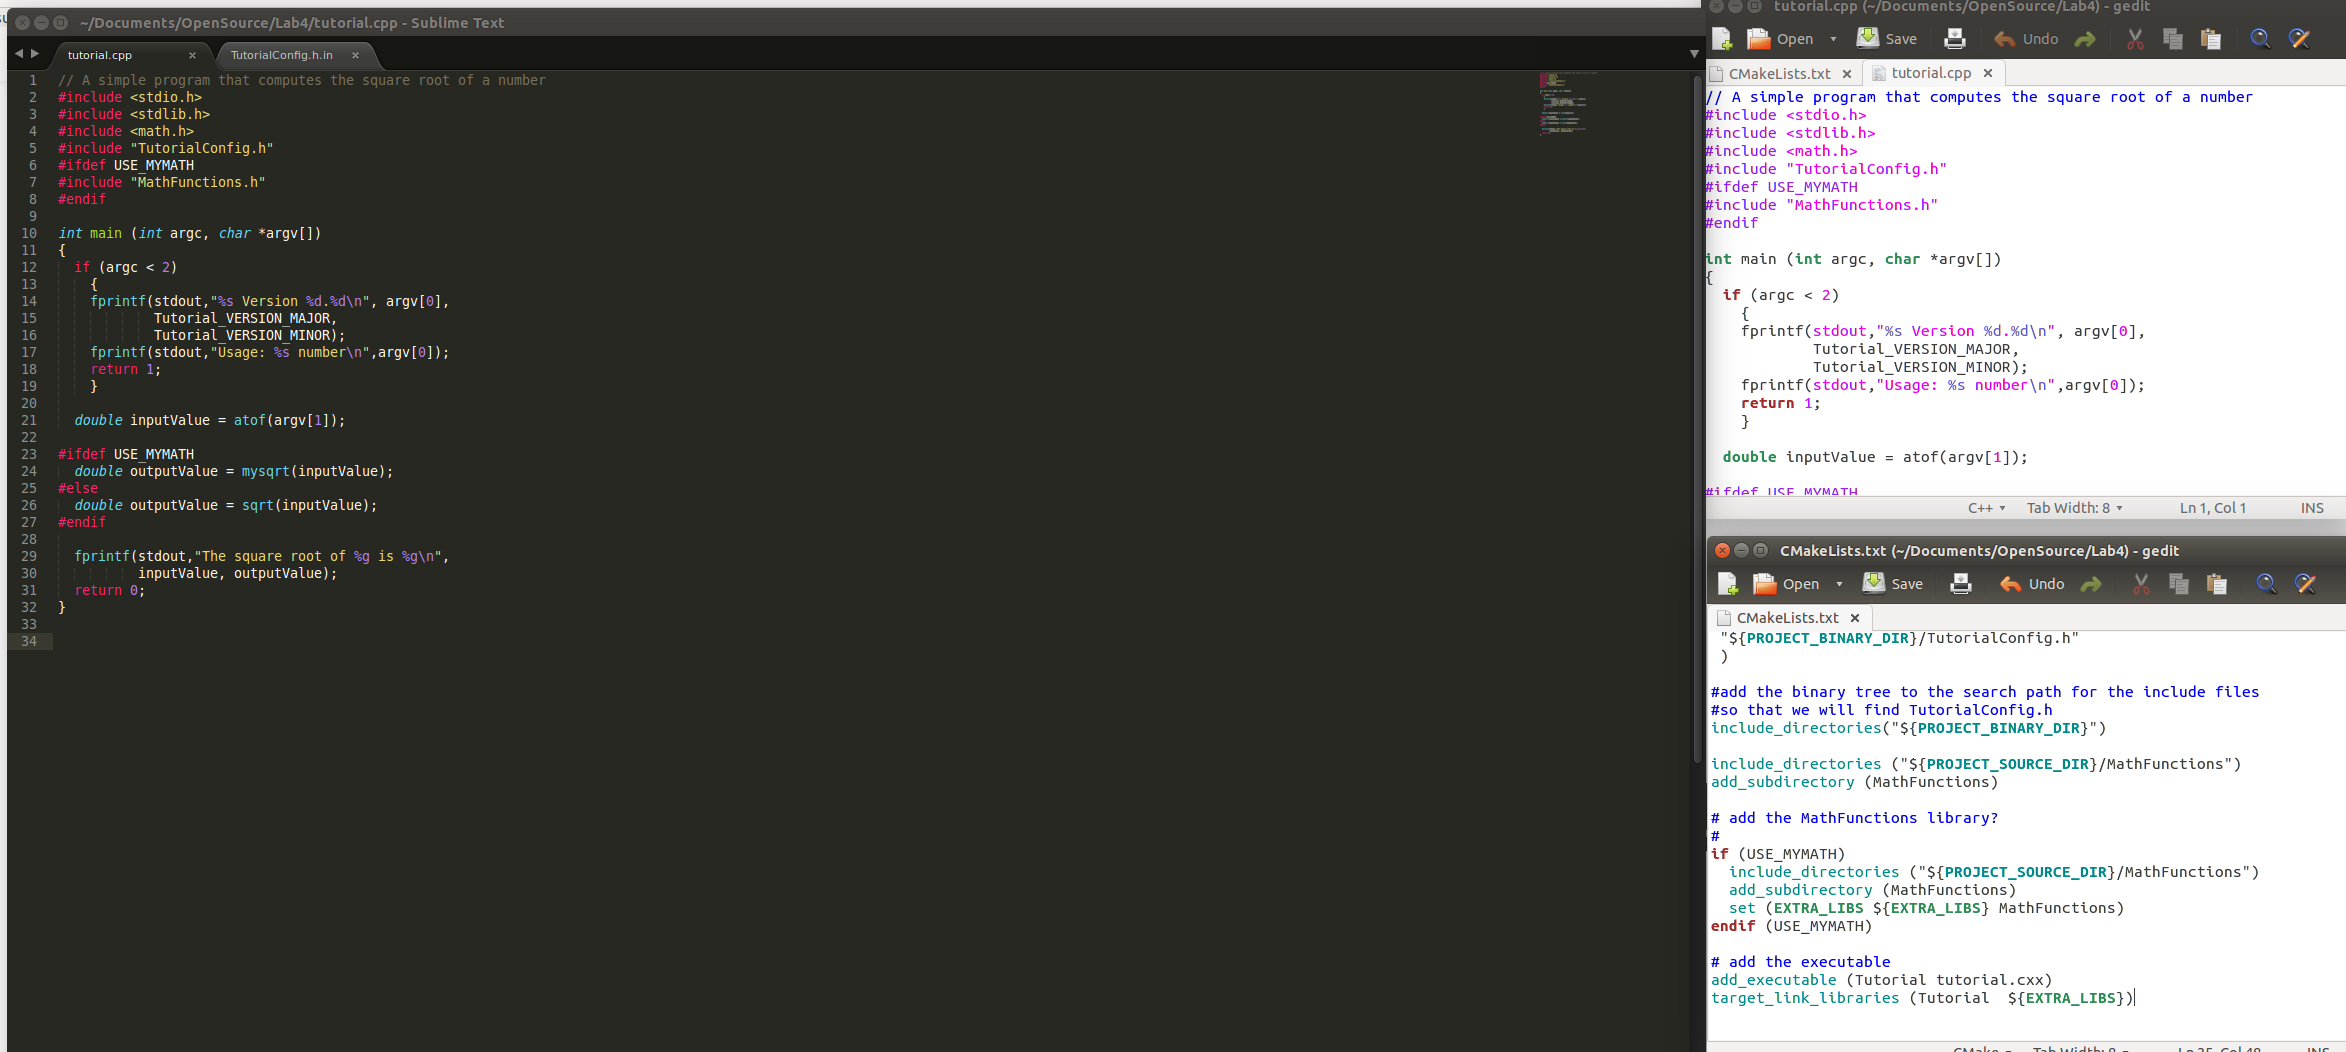 ~/Documents/OpenSource/Lab4/tutorial.cpp - Sublime Text
tutorial.cpp × TutorialConfig.h.in ×
1 // A simple program that computes the square root of a number
2 #include <stdio.h>
3 #include <stdlib.h>
4 #include <math.h>
5 #include "TutorialConfig.h"
6 #ifdef USE_MYMATH
7 #include "MathFunctions.h"
8 #endif
9
10 int main (int argc, char *argv[])
11 {
12   if (argc < 2)
13     {
14     fprintf(stdout,"%s Version %d.%d\n", argv[0],
15             Tutorial_VERSION_MAJOR,
16             Tutorial_VERSION_MINOR);
17     fprintf(stdout,"Usage: %s number\n",argv[0]);
18     return 1;
19     }
20
21   double inputValue = atof(argv[1]);
22
23 #ifdef USE_MYMATH
24   double outputValue = mysqrt(inputValue);
25 #else
26   double outputValue = sqrt(inputValue);
27 #endif
28
29   fprintf(stdout,"The square root of %g is %g\n",
30           inputValue, outputValue);
31   return 0;
32 }
33
34
tutorial.cpp (~/Documents/OpenSource/Lab4) - gedit
Open Save Undo
CMakeLists.txt × tutorial.cpp ×
// A simple program that computes the square root of a number
#include <stdio.h>
#include <stdlib.h>
#include <math.h>
#include "TutorialConfig.h"
#ifdef USE_MYMATH
#include "MathFunctions.h"
#endif
int main (int argc, char *argv[])
{
  if (argc < 2)
    {
    fprintf(stdout,"%s Version %d.%d\n", argv[0],
            Tutorial_VERSION_MAJOR,
            Tutorial_VERSION_MINOR);
    fprintf(stdout,"Usage: %s number\n",argv[0]);
    return 1;
    }
  double inputValue = atof(argv[1]);
#ifdef USE_MYMATH
C++ Tab Width: 8 Ln 1, Col 1 INS
CMakeLists.txt (~/Documents/OpenSource/Lab4) - gedit
Open Save Undo
CMakeLists.txt ×
 "${PROJECT_BINARY_DIR}/TutorialConfig.h"
 )
#add the binary tree to the search path for the include files
#so that we will find TutorialConfig.h
include_directories("${PROJECT_BINARY_DIR}")
include_directories ("${PROJECT_SOURCE_DIR}/MathFunctions")
add_subdirectory (MathFunctions)
# add the MathFunctions library?
#
if (USE_MYMATH)
  include_directories ("${PROJECT_SOURCE_DIR}/MathFunctions")
  add_subdirectory (MathFunctions)
  set (EXTRA_LIBS ${EXTRA_LIBS} MathFunctions)
endif (USE_MYMATH)
# add the executable
add_executable (Tutorial tutorial.cxx)
target_link_libraries (Tutorial  ${EXTRA_LIBS})
CMake Tab Width: 8 Ln 35, Col 48 INS